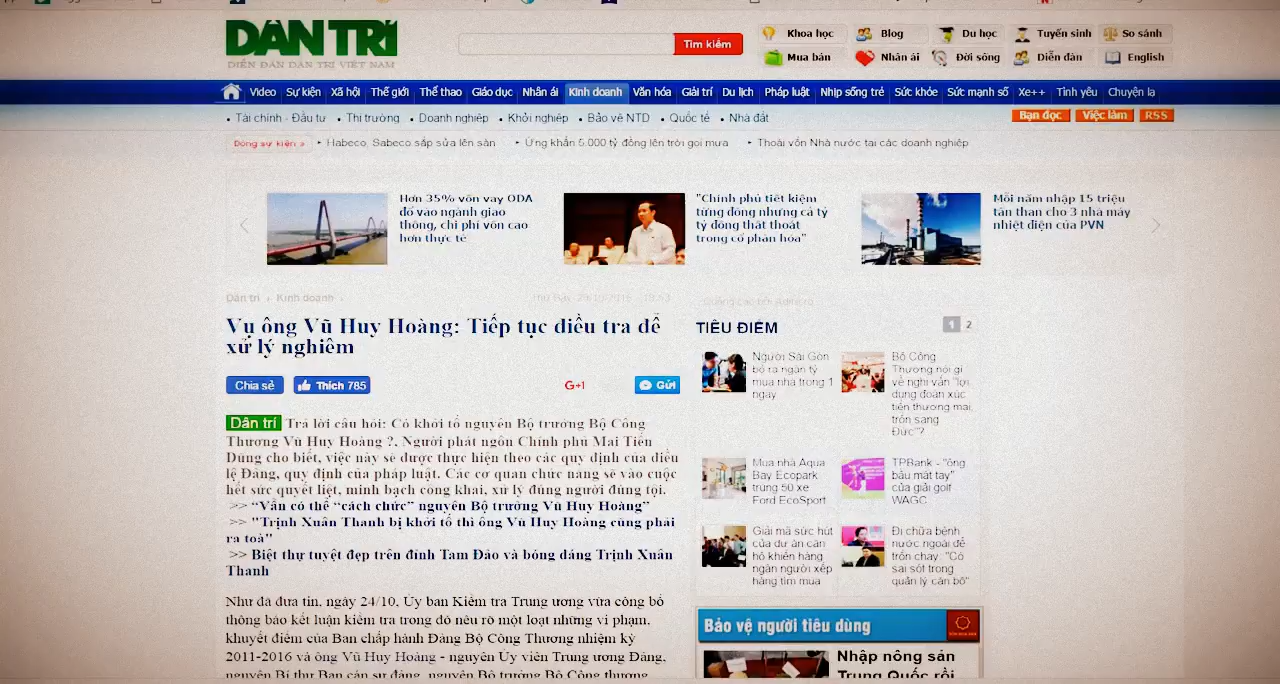 DÂN TRÍ
DIỄN ĐÀN DÂN TRÍ VIỆT NAM
Tìm kiếm
Khoa học
Blog
Du học
Tuyển sinh
So sánh
Mua bán
Nhân ái
Đời sống
Diễn đàn
English
Video Sự kiện Xã hội Thế giới Thể thao Giáo dục Nhân ái Kinh doanh Văn hóa Giải trí Du lịch Pháp luật Nhịp sống trẻ Sức khỏe Sức mạnh số Xe++ Tình yêu Chuyện lạ
Tài chính - Đầu tư Thị trường Doanh nghiệp Khởi nghiệp Bảo vệ NTD Quốc tế Nhà đất
Bạn đọc Việc làm RSS
Dòng sự kiện » Habeco, Sabeco sắp sửa lên sàn Ứng khẩn 5.000 tỷ đồng lên trời gọi mưa Thoái vốn Nhà nước tại các doanh nghiệp
Hơn 35% vốn vay ODA
đổ vào ngành giao
thông, chi phí vốn cao
hơn thực tế
"Chính phủ tiết kiệm
từng đồng nhưng cả tỷ
tỷ đồng thất thoát
trong cổ phần hóa"
Mỗi năm nhập 15 triệu
tấn than cho 3 nhà máy
nhiệt điện của PVN
Dân trí › Kinh doanh ›
Vụ ông Vũ Huy Hoàng: Tiếp tục điều tra để
xử lý nghiêm
Chia sẻ
Thích 785
G+1
Gửi
Dân trí Trả lời câu hỏi: Có khởi tố nguyên Bộ trưởng Bộ Công
Thương Vũ Huy Hoàng ?, Người phát ngôn Chính phủ Mai Tiến
Dũng cho biết, việc này sẽ được thực hiện theo các quy định của điều
lệ Đảng, quy định của pháp luật. Các cơ quan chức năng sẽ vào cuộc
hết sức quyết liệt, minh bạch công khai, xử lý đúng người đúng tội.
>> “Vẫn có thể “cách chức” nguyên Bộ trưởng Vũ Huy Hoàng”
>> "Trịnh Xuân Thanh bị khởi tố thì ông Vũ Huy Hoàng cũng phải
ra toà"
>> Biệt thự tuyệt đẹp trên đỉnh Tam Đảo và bóng dáng Trịnh Xuân
Thanh
Như đã đưa tin, ngày 24/10, Ủy ban Kiểm tra Trung ương vừa công bố
thông báo kết luận kiểm tra trong đó nêu rõ một loạt những vi phạm,
khuyết điểm của Ban chấp hành Đảng Bộ Công Thương nhiệm kỳ
2011-2016 và ông Vũ Huy Hoàng - nguyên Ủy viên Trung ương Đảng,
nguyên Bí thư Ban cán sự đảng, nguyên Bộ trưởng Bộ Công thương
TIÊU ĐIỂM
1 2
Người Sài Gòn
bỏ ra ngàn tỷ
mua nhà trong 1
ngày
Bộ Công
Thương nói gì
về nghi vấn "lợi
dụng đoàn xúc
tiến thương mại
trốn sang
Đức"?
Mua nhà Aqua
Bay Ecopark
trúng 50 xe
Ford EcoSport
TPBank - "ông
bầu mát tay"
của giải golf
WAGC
Giải mã sức hút
của dự án căn
hộ khiến hàng
ngàn người xếp
hàng tìm mua
Đi chữa bệnh
nước ngoài để
trốn chạy: "Có
sai sót trong
quản lý cán bộ"
Bảo vệ người tiêu dùng
Nhập nông sản
Trung Quốc rồi